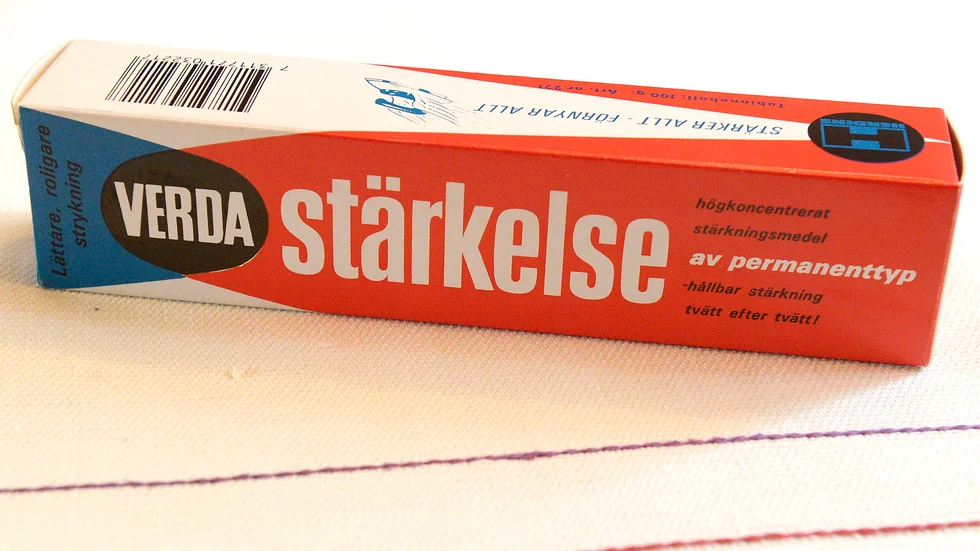 Lättare, roligare
strykning
VERDA
stärkelse
högkoncentrerat
stärkningsmedel
av permanenttyp
-hållbar stärkning
tvätt efter tvätt!
STÄRKER ALLT - FÖRNYAR ALLT
Tubinnehåll: 100 g. Art. nr 221